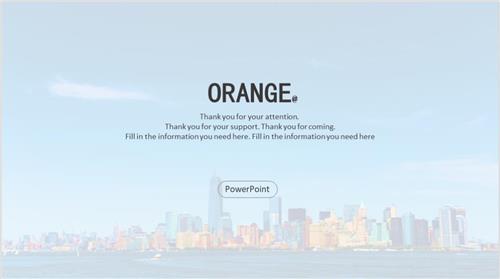 ORANGE@
Thank you for your attention.
Thank you for your support. Thank you for coming.
Fill in the information you need here. Fill in the information you need here
PowerPoint